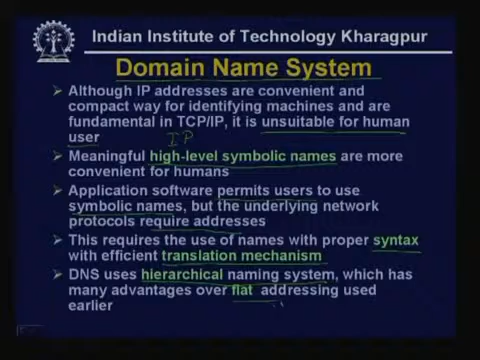 Indian Institute of Technology Kharagpur
Domain Name System
Although IP addresses are convenient and
compact way for identifying machines and are
fundamental in TCP/IP, it is unsuitable for human
user
IP
Meaningful high-level symbolic names are more
convenient for humans
Application software permits users to use
symbolic names, but the underlying network
protocols require addresses
This requires the use of names with proper syntax
with efficient translation mechanism
DNS uses hierarchical naming system, which has
many advantages over flat addressing used
earlier